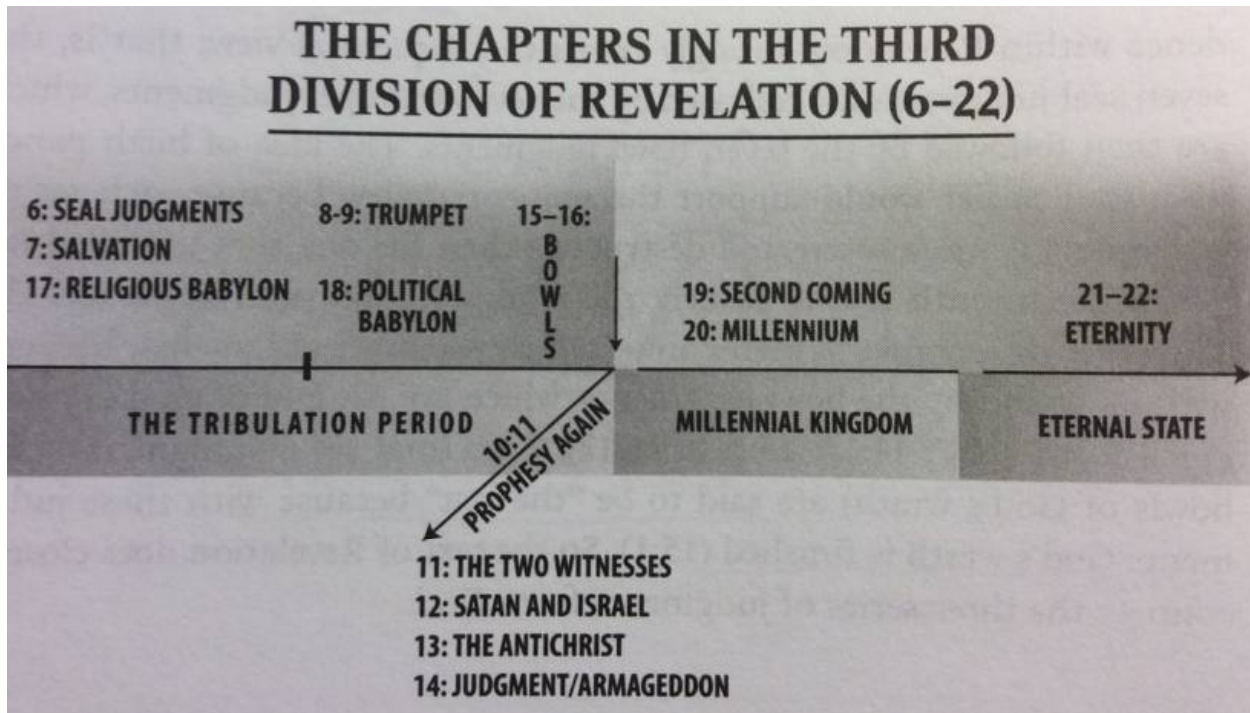 THE CHAPTERS IN THE THIRD
DIVISION OF REVELATION (6–22)
6: SEAL JUDGMENTS
7: SALVATION
17: RELIGIOUS BABYLON
8-9: TRUMPET
18: POLITICAL
BABYLON
15–16:
B
O
W
L
S
19: SECOND COMING
20: MILLENNIUM
21–22:
ETERNITY
THE TRIBULATION PERIOD
MILLENNIAL KINGDOM
ETERNAL STATE
10:11
PROPHESY AGAIN
11: THE TWO WITNESSES
12: SATAN AND ISRAEL
13: THE ANTICHRIST
14: JUDGMENT/ARMAGEDDON